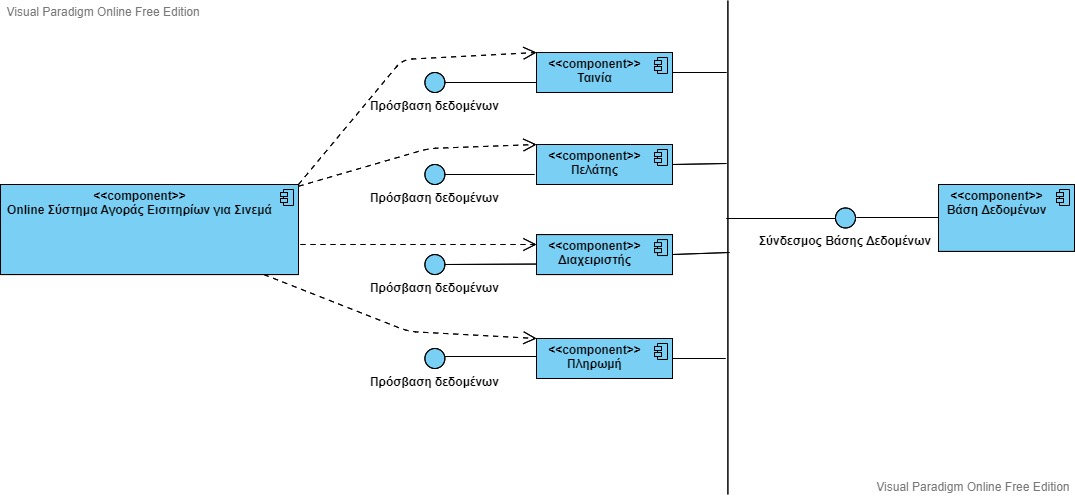 Visual Paradigm Online Free Edition
<<component>>
Ταινία
Πρόσβαση δεδομένων
<<component>>
Πελάτης
Πρόσβαση δεδομένων
<<component>>
Online Σύστημα Αγοράς Εισιτηρίων για Σινεμά
<<component>>
Βάση Δεδομένων
Σύνδεσμος Βάσης Δεδομένων
<<component>>
Διαχειριστής
Πρόσβαση δεδομένων
<<component>>
Πληρωμή
Πρόσβαση δεδομένων
Visual Paradigm Online Free Edition